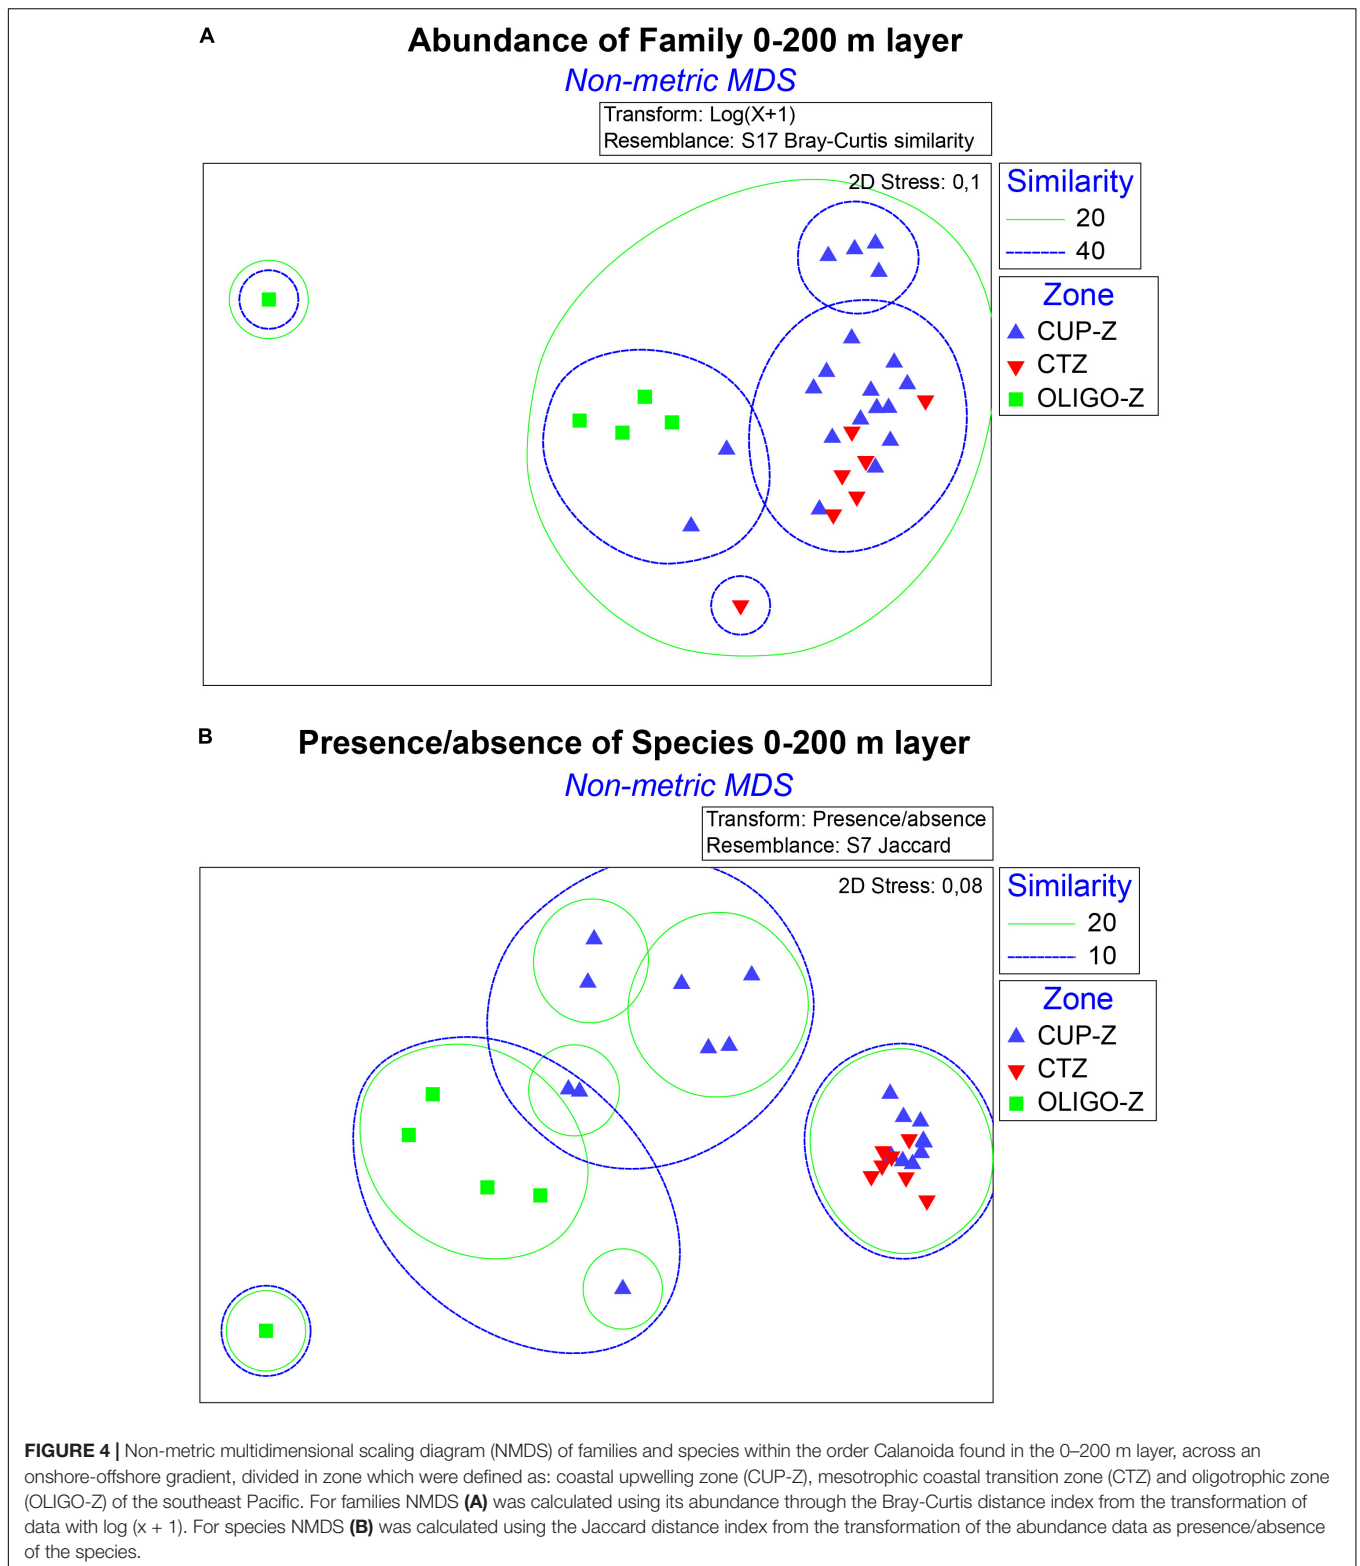 A
Abundance of Family 0-200 m layer
Non-metric MDS
Transform: Log(X+1)
Resemblance: S17 Bray-Curtis similarity
2D Stress: 0,1
Similarity
20
40
Zone
CUP-Z
CTZ
OLIGO-Z
B
Presence/absence of Species 0-200 m layer
Non-metric MDS
Transform: Presence/absence
Resemblance: S7 Jaccard
2D Stress: 0,08
Similarity
20
10
Zone
CUP-Z
CTZ
OLIGO-Z
FIGURE 4 | Non-metric multidimensional scaling diagram (NMDS) of families and species within the order Calanoida found in the 0–200 m layer, across an
onshore-offshore gradient, divided in zone which were defined as: coastal upwelling zone (CUP-Z), mesotrophic coastal transition zone (CTZ) and oligotrophic zone
(OLIGO-Z) of the southeast Pacific. For families NMDS (A) was calculated using its abundance through the Bray-Curtis distance index from the transformation of
data with log (x + 1). For species NMDS (B) was calculated using the Jaccard distance index from the transformation of the abundance data as presence/absence
of the species.